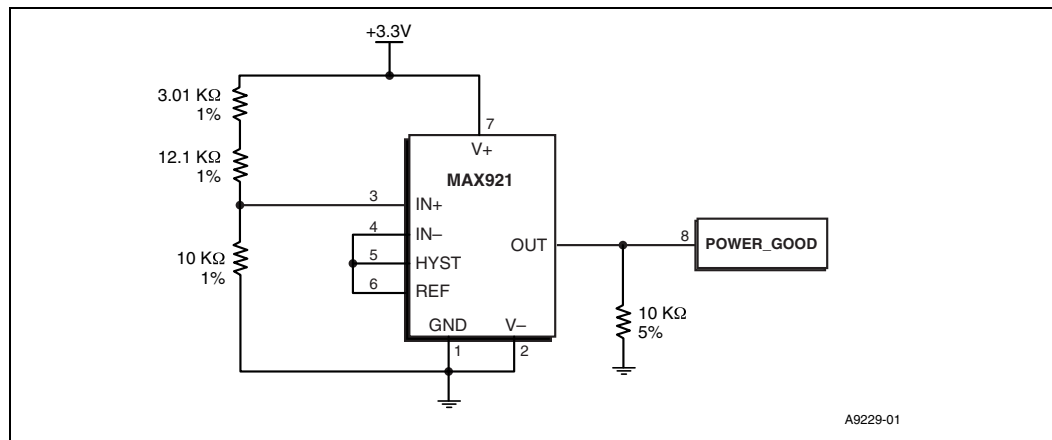 +3.3V
3.01 KΩ
1%
12.1 KΩ
1%
10 KΩ
1%
7
V+
MAX921
3
IN+
4
IN–
5
HYST
6
REF
OUT
GND
V–
1
2
8
POWER_GOOD
10 KΩ
5%
A9229-01